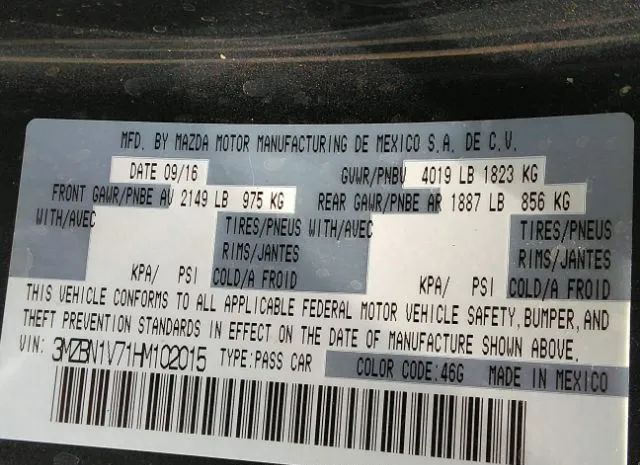 MFD. BY MAZDA MOTOR MANUFACTURING DE MEXICO S.A. DE C.V.
DATE 09/16 GVWR/PNBV 4019 LB 1823 KG
FRONT GAWR/PNBE AV 2149 LB 975 KG REAR GAWR/PNBE AR 1887 LB 856 KG
WITH/AVEC TIRES/PNEUS WITH/AVEC TIRES/PNEUS
RIMS/JANTES RIMS/JANTES
KPA/ PSI COLD/A FROID KPA/ PSI COLD/A FROID
THIS VEHICLE CONFORMS TO ALL APPLICABLE FEDERAL MOTOR VEHICLE SAFETY, BUMPER, AND
THEFT PREVENTION STANDARDS IN EFFECT ON THE DATE OF MANUFACTURE SHOWN ABOVE.
VIN: 3MZBN1V71HM102015 TYPE:PASS CAR COLOR CODE:46G MADE IN MEXICO